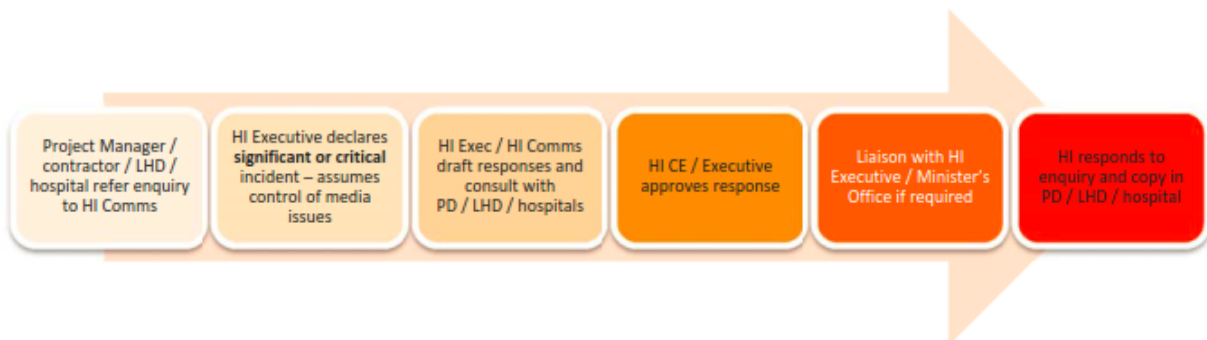 Project Manager /
contractor / LHD /
hospital refer enquiry
to HI Comms
HI Executive declares
significant or critical
incident – assumes
control of media
issues
HI Exec / HI Comms
draft responses and
consult with
PD / LHD / hospitals
HI CE / Executive
approves response
Liaison with HI
Executive / Minister's
Office if required
HI responds to
enquiry and copy in
PD / LHD / hospital